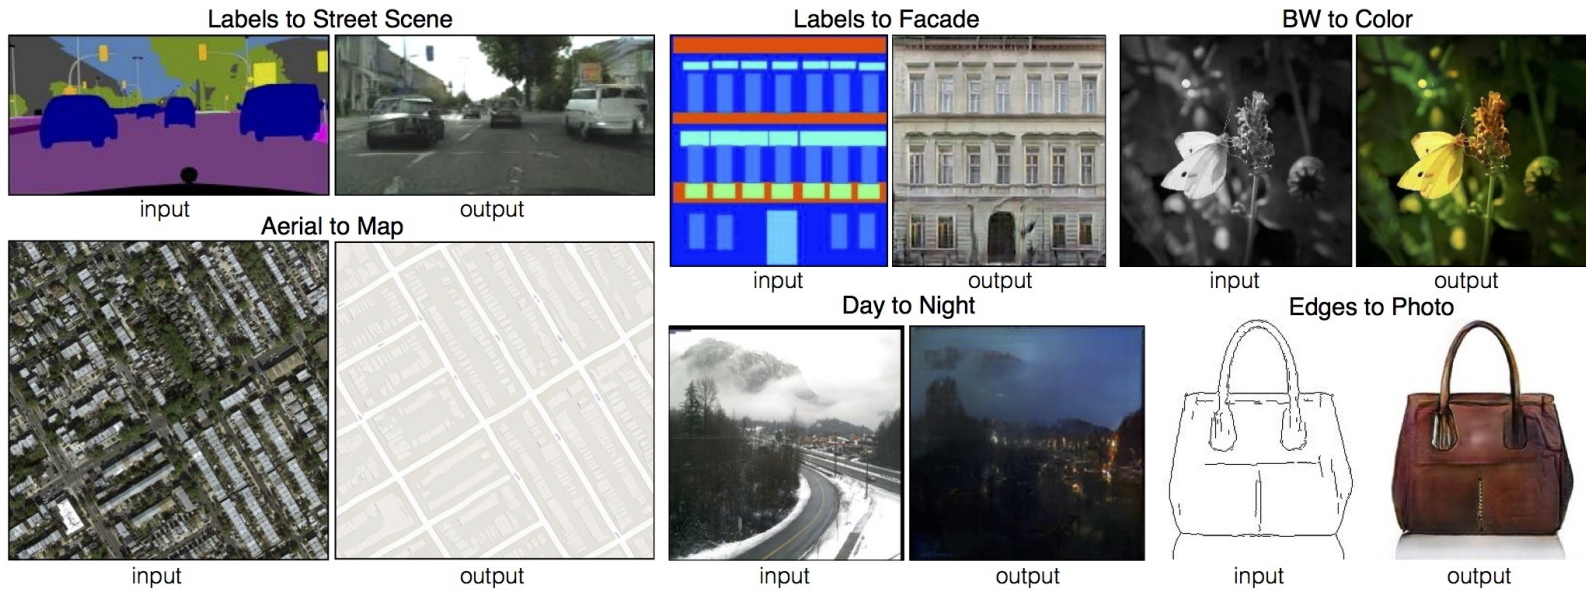 Labels to Street Scene
input
output
Aerial to Map
input
output
Labels to Facade
input
output
BW to Color
input
output
Day to Night
input
output
Edges to Photo
input
output